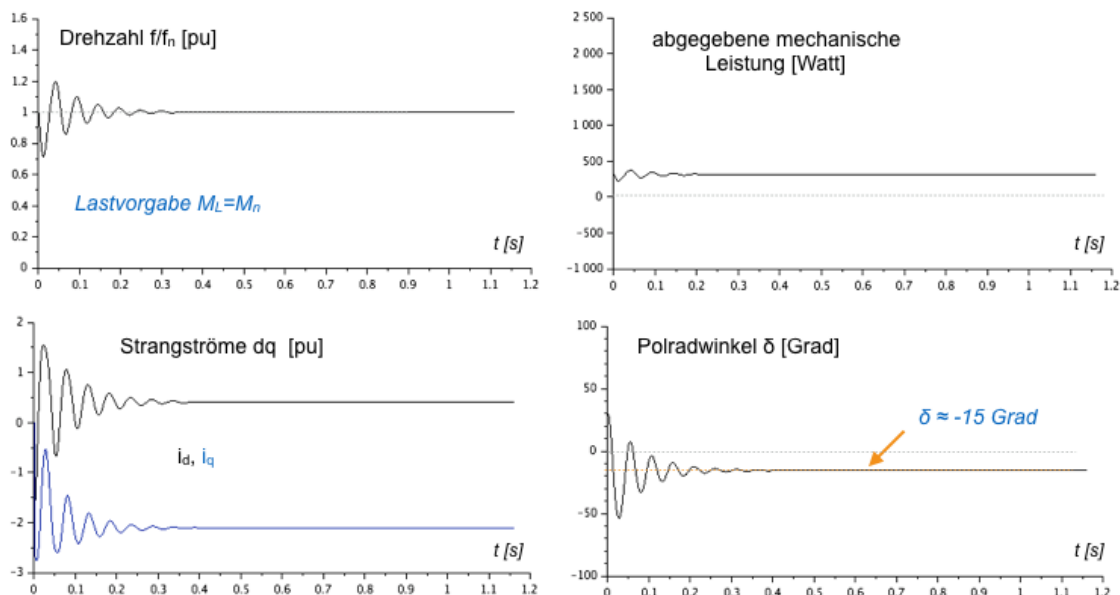 Drehzahl f/fₙ [pu]
1.6
1.4
1.2
1
0.8
0.6
0.4
0.2
0
Lastvorgabe M_L=M_n
t [s]
0 0.1 0.2 0.3 0.4 0.5 0.6 0.7 0.8 0.9 1 1.1 1.2
abgegebene mechanische
Leistung [Watt]
2 500
2 000
1 500
1 000
500
0
−500
−1 000
t [s]
0 0.1 0.2 0.3 0.4 0.5 0.6 0.7 0.8 0.9 1 1.1 1.2
Strangströme dq [pu]
2
1
0
-1
-2
-3
i_d, i_q
t [s]
0 0.1 0.2 0.3 0.4 0.5 0.6 0.7 0.8 0.9 1 1.1 1.2
Polradwinkel δ [Grad]
100
50
0
−50
−100
δ ≈ -15 Grad
t [s]
0 0.1 0.2 0.3 0.4 0.5 0.6 0.7 0.8 0.9 1 1.1 1.2